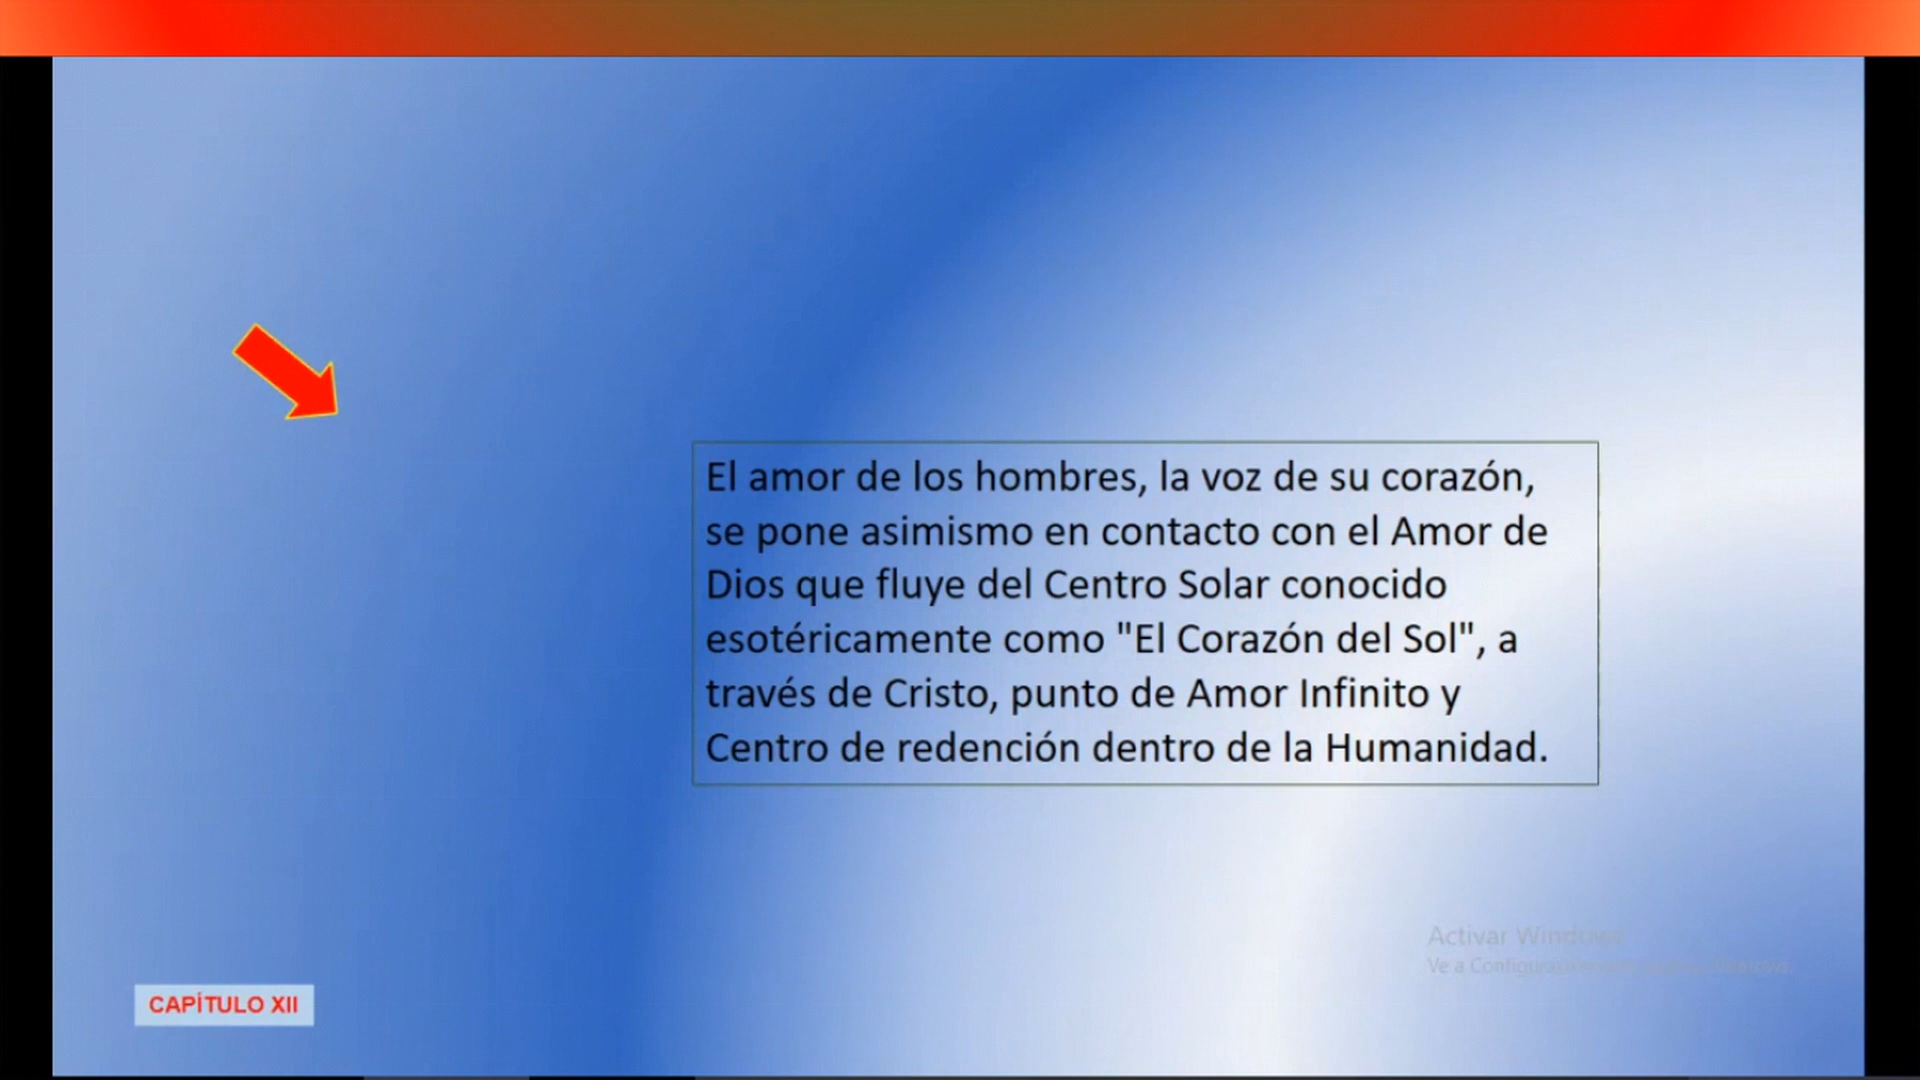 El amor de los hombres, la voz de su corazón,
se pone asimismo en contacto con el Amor de
Dios que fluye del Centro Solar conocido
esotéricamente como "El Corazón del Sol", a
través de Cristo, punto de Amor Infinito y
Centro de redención dentro de la Humanidad.
Activar Windows
Ve a
CAPÍTULO XII